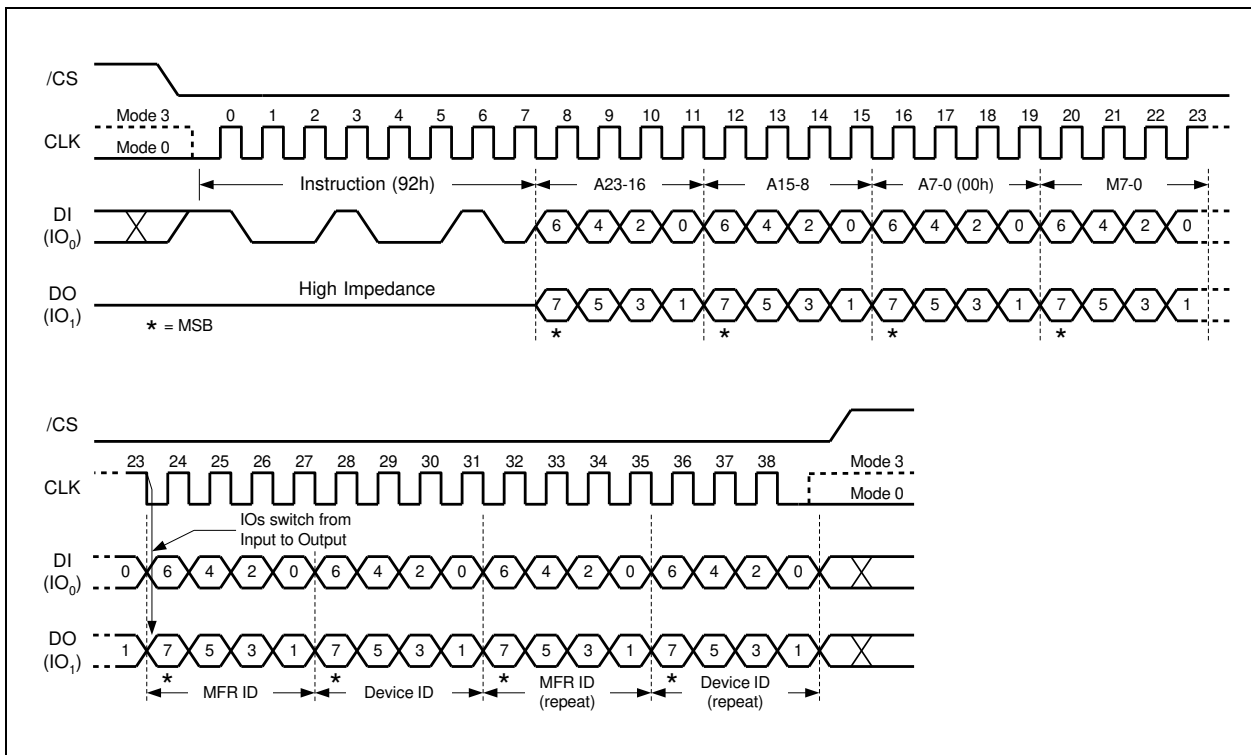 /CS
Mode 3 0 1 2 3 4 5 6 7 8 9 10 11 12 13 14 15 16 17 18 19 20 21 22 23
CLK
Mode 0
Instruction (92h) A23-16 A15-8 A7-0 (00h) M7-0
DI
(IO0) 6 4 2 0 6 4 2 0 6 4 2 0 6 4 2 0
High Impedance
DO
(IO1) 7 5 3 1 7 5 3 1 7 5 3 1 7 5 3 1
* = MSB
* * * *
/CS
23 24 25 26 27 28 29 30 31 32 33 34 35 36 37 38 Mode 3
CLK
Mode 0
IOs switch from
Input to Output
DI
(IO0) 0 6 4 2 0 6 4 2 0 6 4 2 0 6 4 2 0
DO
(IO1) 1 7 5 3 1 7 5 3 1 7 5 3 1 7 5 3 1
* * * *
MFR ID Device ID MFR ID
(repeat) Device ID
(repeat)